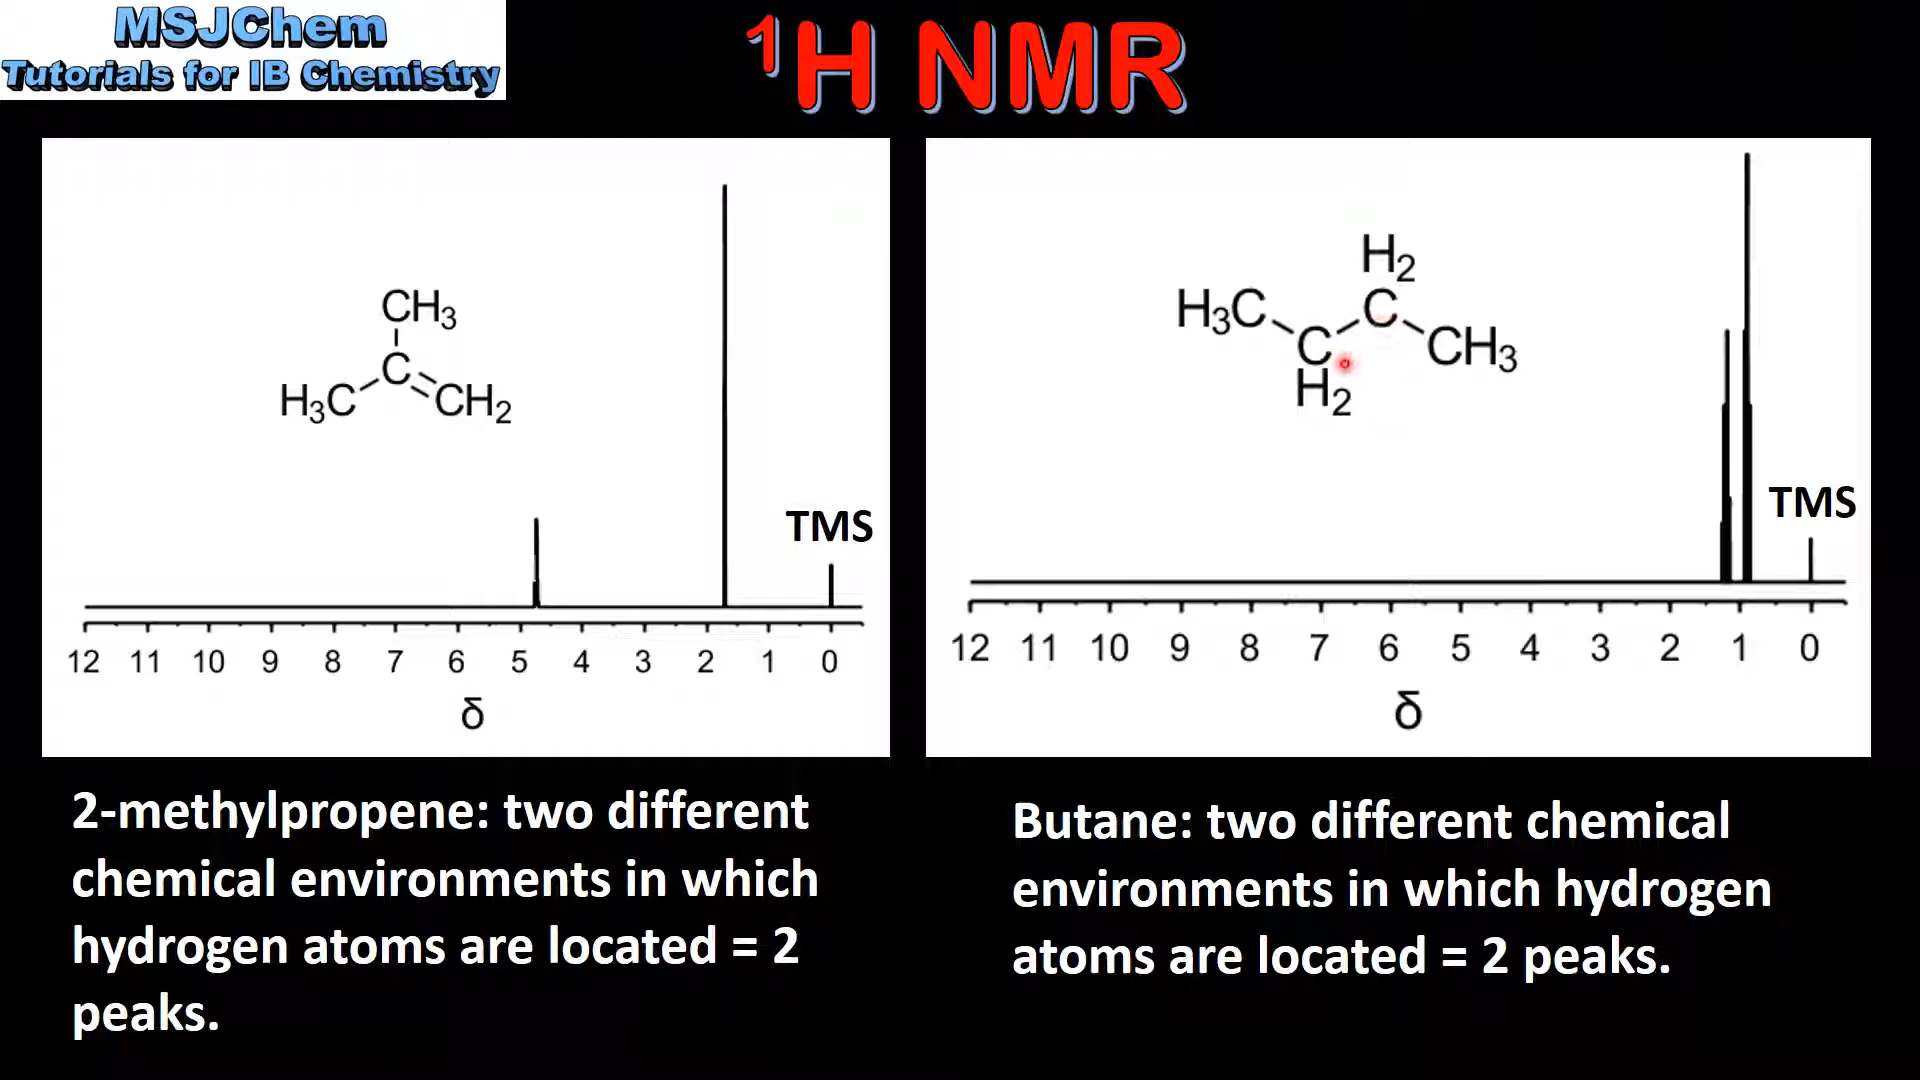 MSJChem
Tutorials for IB Chemistry
¹H NMR
CH₃
C
H₃C
CH₂
TMS
12 11 10 9 8 7 6 5 4 3 2 1 0
δ
H₂
H₃C
C
C
CH₃
H₂
TMS
12 11 10 9 8 7 6 5 4 3 2 1 0
δ
2-methylpropene: two different
chemical environments in which
hydrogen atoms are located = 2
peaks.
Butane: two different chemical
environments in which hydrogen
atoms are located = 2 peaks.